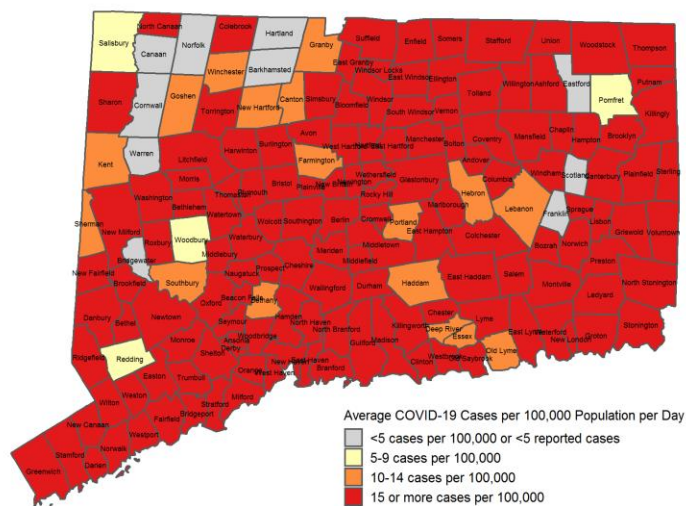 North Canaan
Colebrook
Hartland
Suffield
Enfield
Somers
Stafford
Union
Woodstock
Thompson
Salisbury
Canaan
Norfolk
Granby
East Granby
Windsor Locks
Winchester
Barkhamsted
East Windsor
Ellington
Willington
Ashford
Eastford
Pomfret
Putnam
Sharon
Cornwall
Goshen
Torrington
New Hartford
Canton
Simsbury
Bloomfield
Windsor
South Windsor
Vernon
Tolland
Killingly
Kent
Warren
Litchfield
Harwinton
Burlington
Avon
Farmington
West Hartford
East Hartford
Manchester
Bolton
Coventry
Mansfield
Chaplin
Hampton
Brooklyn
Washington
Morris
Bethlehem
Thomaston
Plymouth
Bristol
Plainville
New Britain
Newington
Wethersfield
Rocky Hill
Glastonbury
Hebron
Andover
Columbia
Windham
Scotland
Canterbury
Plainfield
Sterling
Sherman
New Milford
Roxbury
Woodbury
Watertown
Waterbury
Wolcott
Southington
Berlin
Cromwell
Portland
Marlborough
East Hampton
Colchester
Lebanon
Franklin
Sprague
Lisbon
Griswold
Voluntown
New Fairfield
Bridgewater
Brookfield
Southbury
Middlebury
Naugatuck
Prospect
Cheshire
Meriden
Middletown
Middlefield
Bozrah
Norwich
Preston
Danbury
Bethel
Newtown
Oxford
Beacon Falls
Bethany
Hamden
Wallingford
Durham
Haddam
East Haddam
Salem
Montville
Ledyard
North Stonington
Ridgefield
Redding
Monroe
Seymour
Ansonia
Derby
Woodbridge
North Haven
North Branford
Guilford
Madison
Killingworth
Chester
Deep River
Essex
Lyme
Old Lyme
East Lyme
Waterford
New London
Groton
Stonington
Wilton
Weston
Easton
Trumbull
Shelton
Orange
New Haven
West Haven
East Haven
Branford
Clinton
Westbrook
Old Saybrook
New Canaan
Fairfield
Bridgeport
Stratford
Milford
Greenwich
Stamford
Darien
Norwalk
Westport
Average COVID-19 Cases per 100,000 Population per Day
<5 cases per 100,000 or <5 reported cases
5-9 cases per 100,000
10-14 cases per 100,000
15 or more cases per 100,000